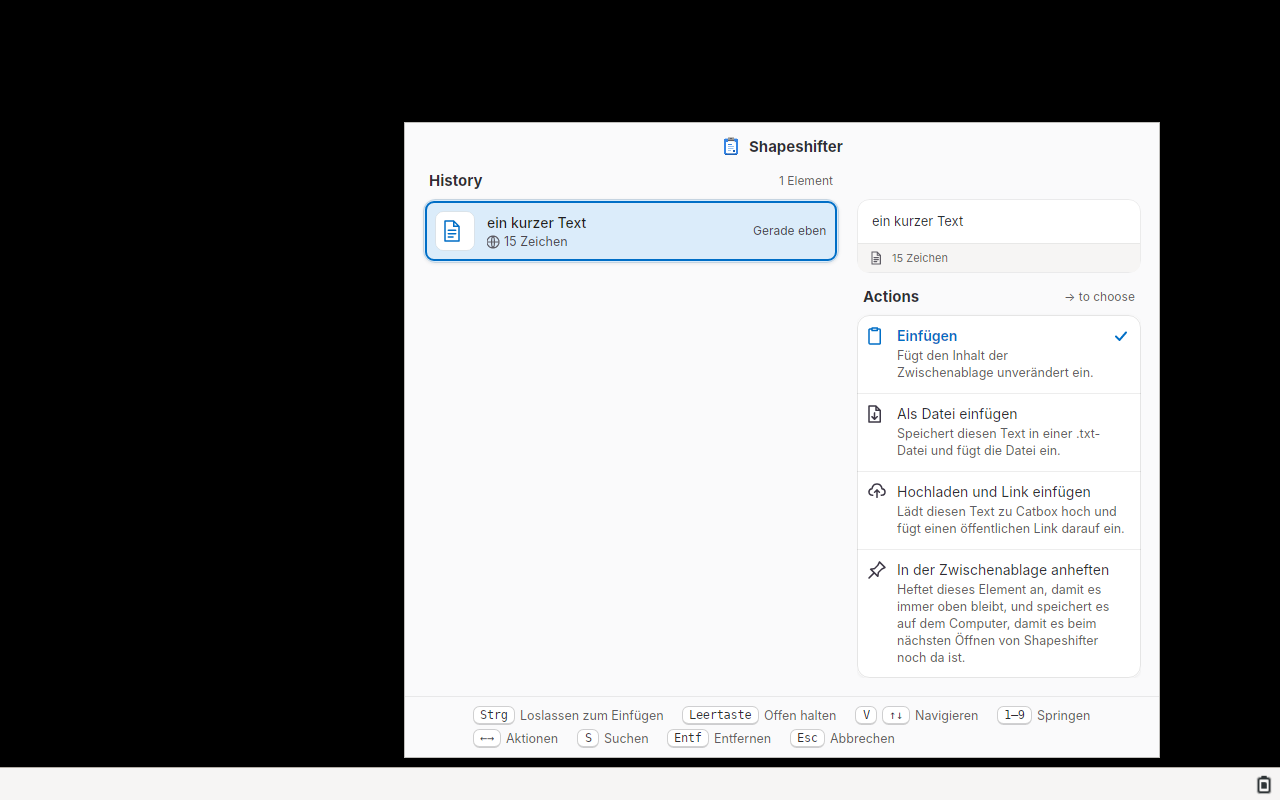 Shapeshifter
History
1 Element
ein kurzer Text
15 Zeichen
Gerade eben
ein kurzer Text
15 Zeichen
Actions
→ to choose
Einfügen
Fügt den Inhalt der
Zwischenablage unverändert ein.
Als Datei einfügen
Speichert diesen Text in einer .txt-
Datei und fügt die Datei ein.
Hochladen und Link einfügen
Lädt diesen Text zu Catbox hoch und
fügt einen öffentlichen Link darauf ein.
In der Zwischenablage anheften
Heftet dieses Element an, damit es
immer oben bleibt, und speichert es
auf dem Computer, damit es beim
nächsten Öffnen von Shapeshifter
noch da ist.
Strg Loslassen zum Einfügen Leertaste Offen halten V ↑↓ Navigieren 1–9 Springen
←→ Aktionen S Suchen Entf Entfernen Esc Abbrechen